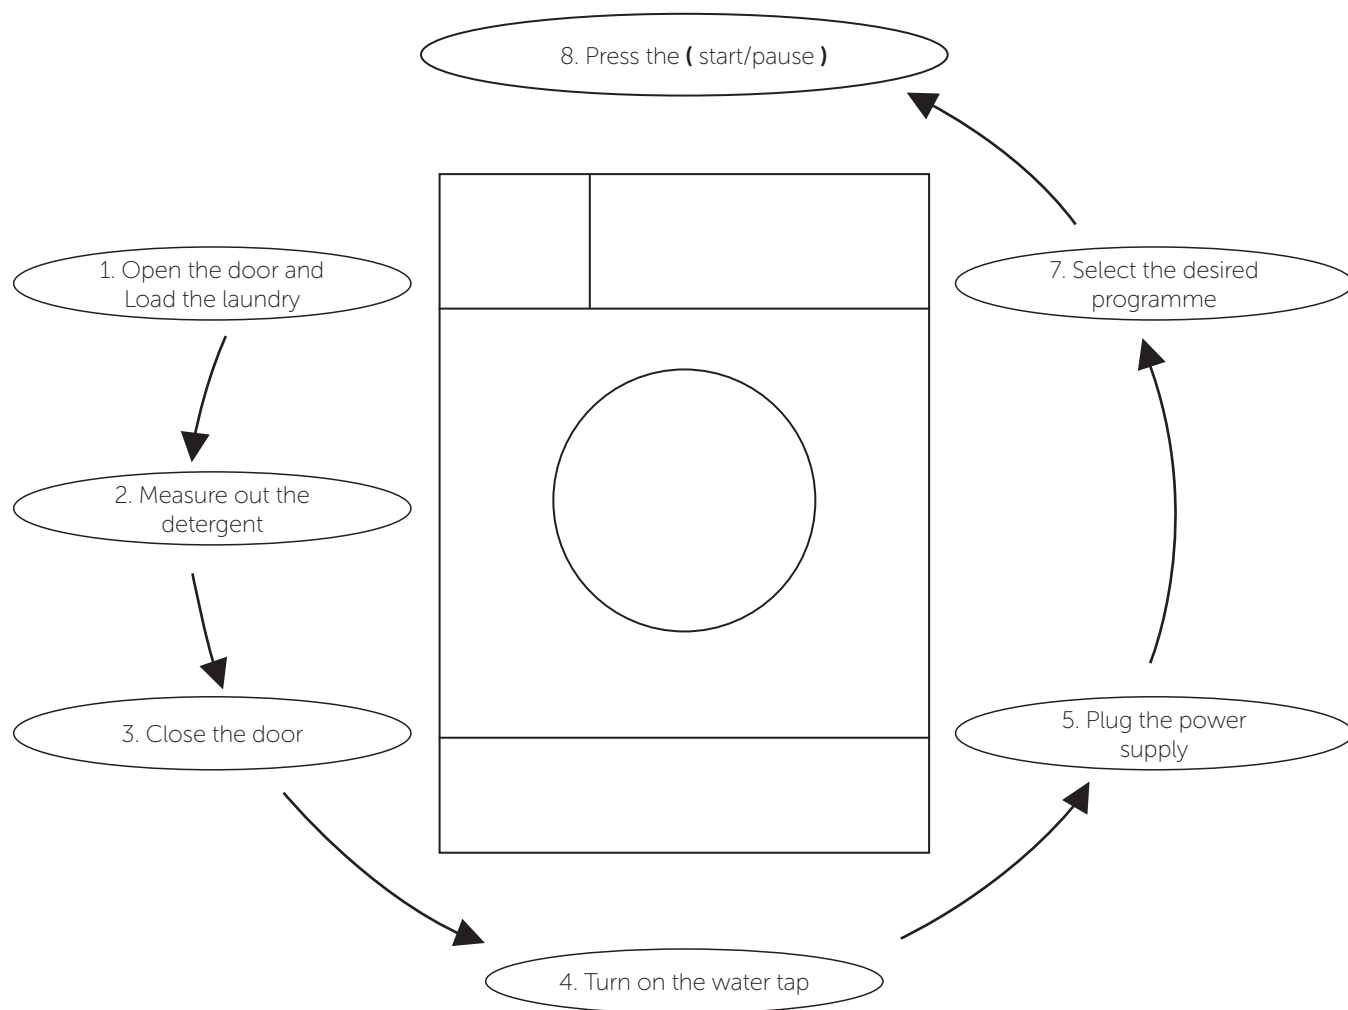 8. Press the ( start/pause )
1. Open the door and
Load the laundry
7. Select the desired
programme
2. Measure out the
detergent
3. Close the door
5. Plug the power
supply
4. Turn on the water tap